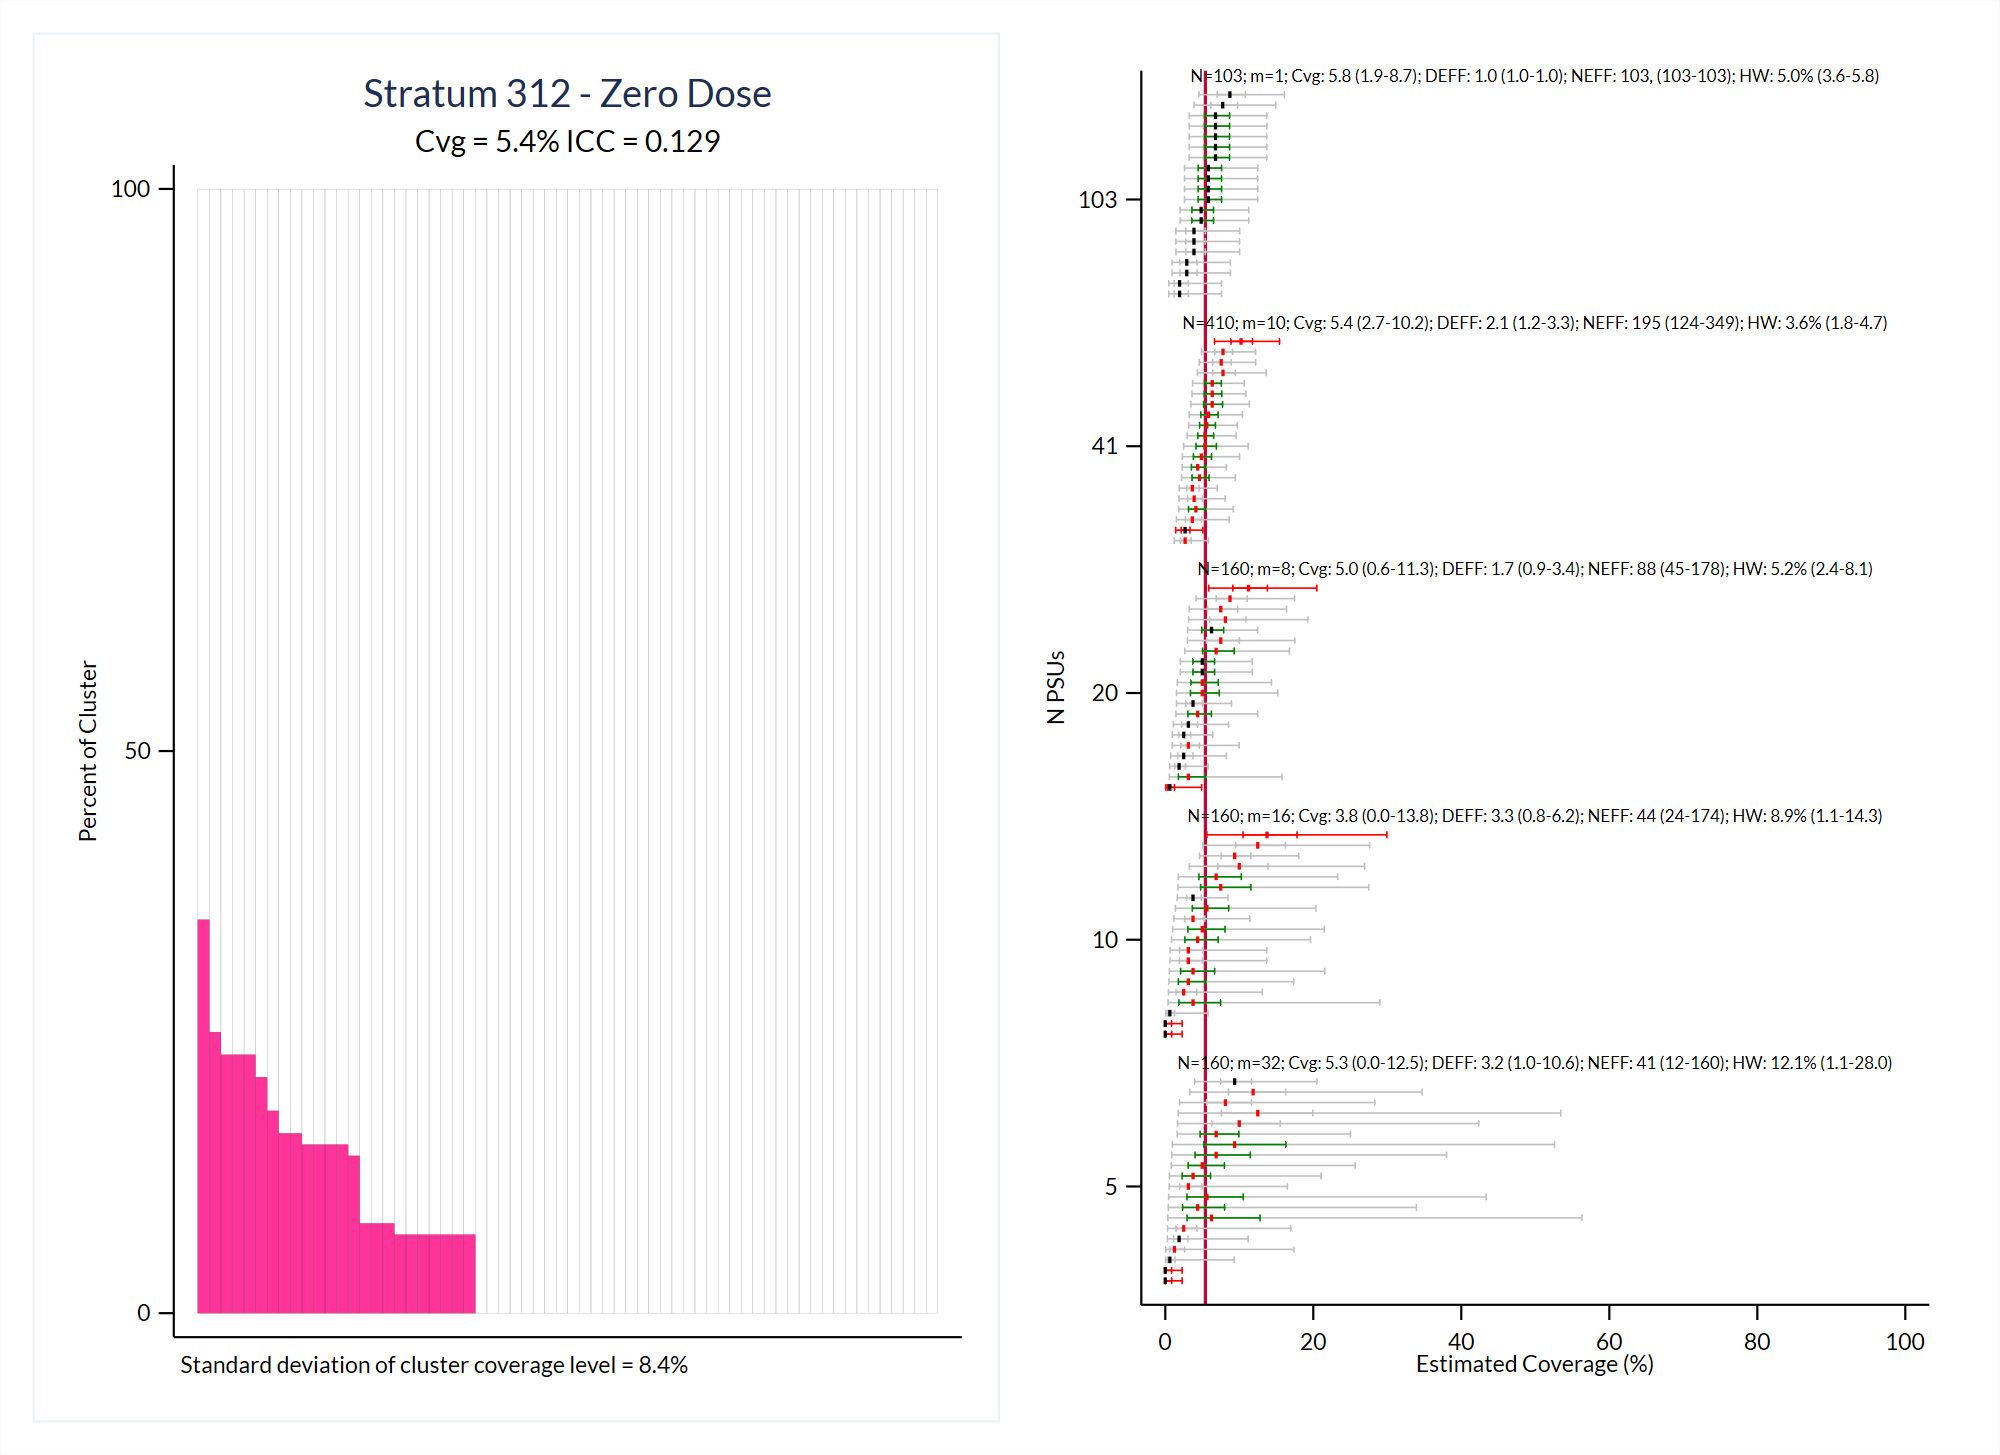 Stratum 312 - Zero Dose
Cvg = 5.4% ICC = 0.129
100
50
0
Percent of Cluster
Standard deviation of cluster coverage level = 8.4%
N=103; m=1; Cvg: 5.8 (1.9-8.7); DEFF: 1.0 (1.0-1.0); NEFF: 103, (103-103); HW: 5.0% (3.6-5.8)
103
N=410; m=10; Cvg: 5.4 (2.7-10.2); DEFF: 2.1 (1.2-3.3); NEFF: 195 (124-349); HW: 3.6% (1.8-4.7)
41
N=160; m=8; Cvg: 5.0 (0.6-11.3); DEFF: 1.7 (0.9-3.4); NEFF: 88 (45-178); HW: 5.2% (2.4-8.1)
20
N PSUs
N=160; m=16; Cvg: 3.8 (0.0-13.8); DEFF: 3.3 (0.8-6.2); NEFF: 44 (24-174); HW: 8.9% (1.1-14.3)
10
N=160; m=32; Cvg: 5.3 (0.0-12.5); DEFF: 3.2 (1.0-10.6); NEFF: 41 (12-160); HW: 12.1% (1.1-28.0)
5
0 20 40 60 80 100
Estimated Coverage (%)